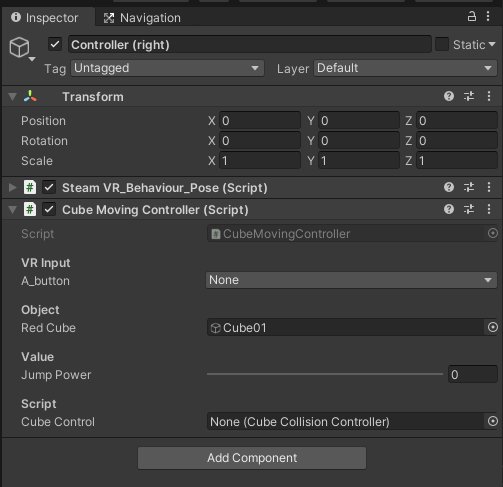 Inspector Navigation
Controller (right) Static
Tag Untagged Layer Default
Transform
Position X 0 Y 0 Z 0
Rotation X 0 Y 0 Z 0
Scale X 1 Y 1 Z 1
# Steam VR_Behaviour_Pose (Script)
# Cube Moving Controller (Script)
Script # CubeMovingController
VR Input
A_button None
Object
Red Cube Cube01
Value
Jump Power 0
Script
Cube Control None (Cube Collision Controller)
Add Component